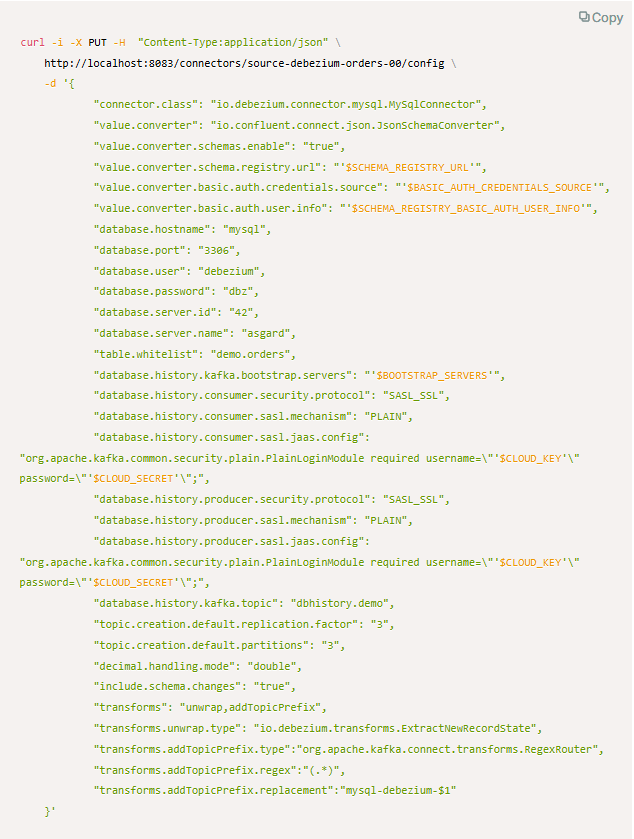 Copy
curl -i -X PUT -H  "Content-Type:application/json" \
    http://localhost:8083/connectors/source-debezium-orders-00/config \
    -d '{
            "connector.class": "io.debezium.connector.mysql.MySqlConnector",
            "value.converter": "io.confluent.connect.json.JsonSchemaConverter",
            "value.converter.schemas.enable": "true",
            "value.converter.schema.registry.url": "'$SCHEMA_REGISTRY_URL'",
            "value.converter.basic.auth.credentials.source": "'$BASIC_AUTH_CREDENTIALS_SOURCE'",
            "value.converter.basic.auth.user.info": "'$SCHEMA_REGISTRY_BASIC_AUTH_USER_INFO'",
            "database.hostname": "mysql",
            "database.port": "3306",
            "database.user": "debezium",
            "database.password": "dbz",
            "database.server.id": "42",
            "database.server.name": "asgard",
            "table.whitelist": "demo.orders",
            "database.history.kafka.bootstrap.servers": "'$BOOTSTRAP_SERVERS'",
            "database.history.consumer.security.protocol": "SASL_SSL",
            "database.history.consumer.sasl.mechanism": "PLAIN",
            "database.history.consumer.sasl.jaas.config":
"org.apache.kafka.common.security.plain.PlainLoginModule required username=\"'$CLOUD_KEY'\"
password=\"'$CLOUD_SECRET'\";",
            "database.history.producer.security.protocol": "SASL_SSL",
            "database.history.producer.sasl.mechanism": "PLAIN",
            "database.history.producer.sasl.jaas.config":
"org.apache.kafka.common.security.plain.PlainLoginModule required username=\"'$CLOUD_KEY'\"
password=\"'$CLOUD_SECRET'\";",
            "database.history.kafka.topic": "dbhistory.demo",
            "topic.creation.default.replication.factor": "3",
            "topic.creation.default.partitions": "3",
            "decimal.handling.mode": "double",
            "include.schema.changes": "true",
            "transforms": "unwrap,addTopicPrefix",
            "transforms.unwrap.type": "io.debezium.transforms.ExtractNewRecordState",
            "transforms.addTopicPrefix.type":"org.apache.kafka.connect.transforms.RegexRouter",
            "transforms.addTopicPrefix.regex":"(.*)",
            "transforms.addTopicPrefix.replacement":"mysql-debezium-$1"
    }'